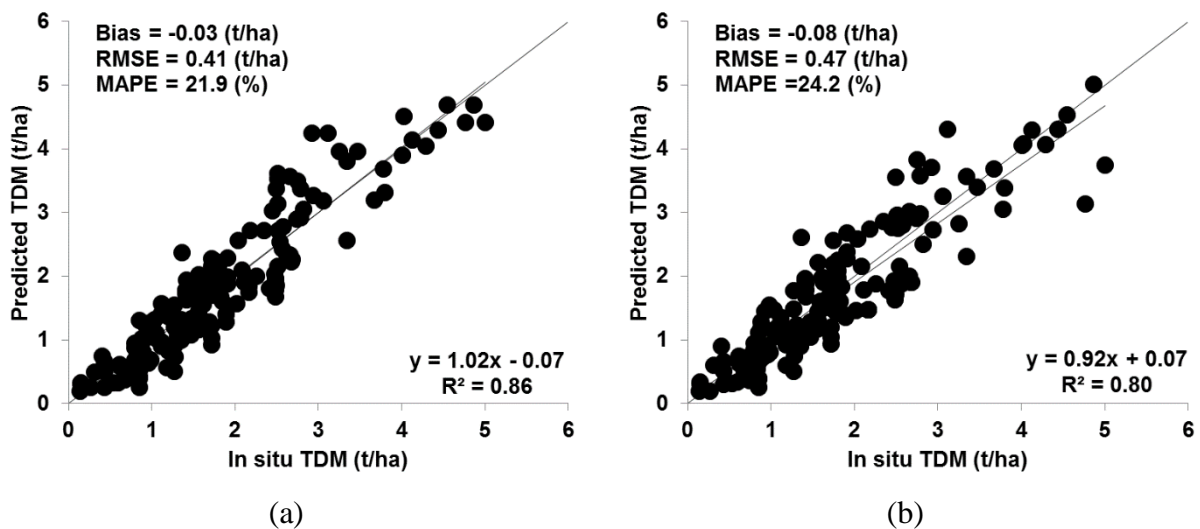 6
5
4
3
2
1
0
Predicted TDM (t/ha)
Bias = -0.03 (t/ha)
RMSE = 0.41 (t/ha)
MAPE = 21.9 (%)
y = 1.02x - 0.07
R² = 0.86
0 1 2 3 4 5 6
In situ TDM (t/ha)
(a)
6
5
4
3
2
1
0
Predicted TDM (t/ha)
Bias = -0.08 (t/ha)
RMSE = 0.47 (t/ha)
MAPE =24.2 (%)
y = 0.92x + 0.07
R² = 0.80
0 1 2 3 4 5 6
In situ TDM (t/ha)
(b)